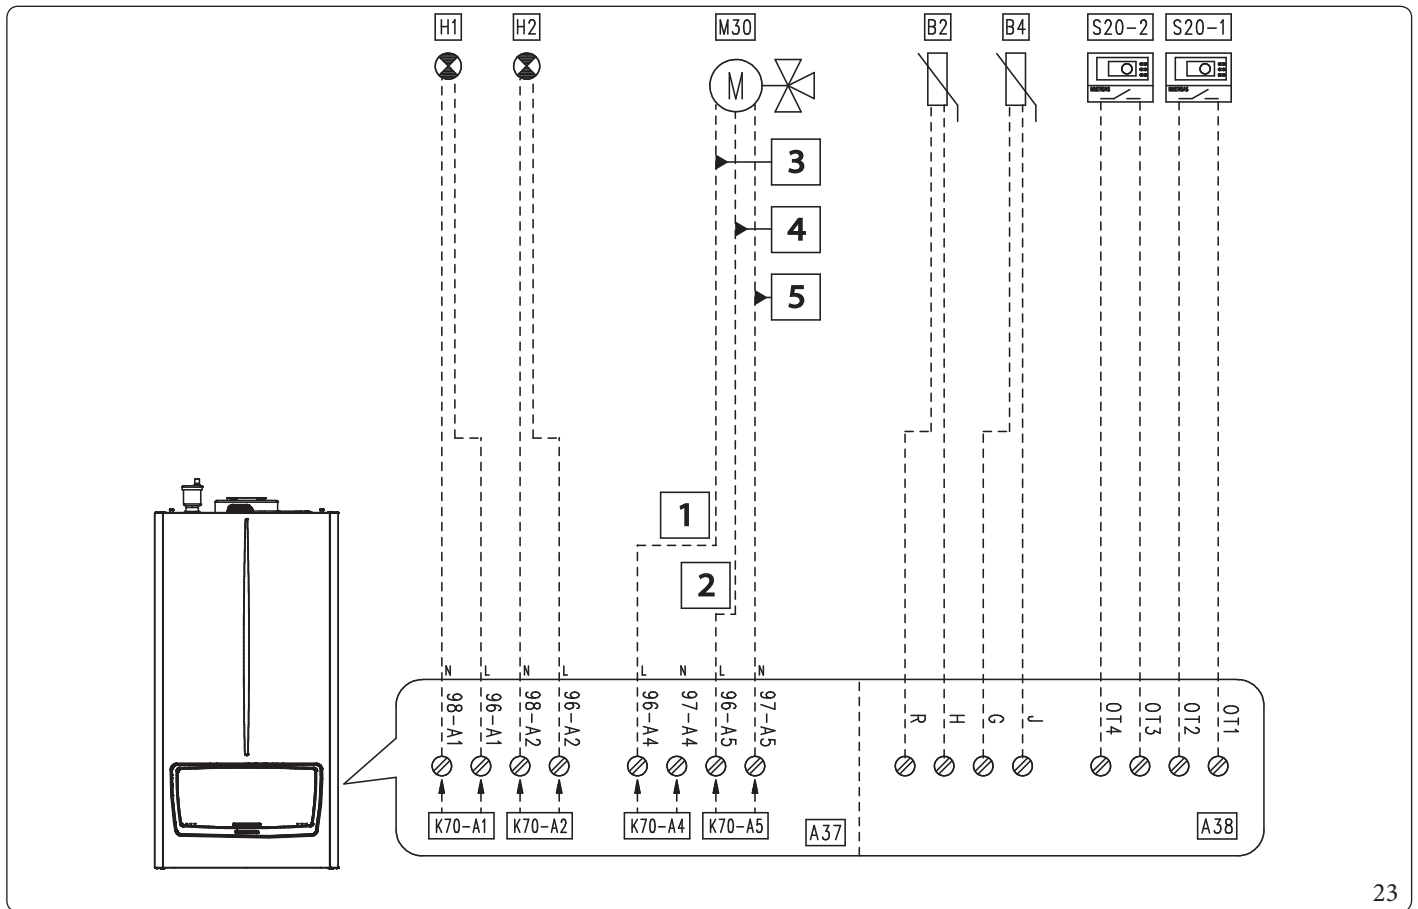 H1 H2 M30 B2 B4 S20-2 S20-1
M
3
4
5
1
2
N L N L L N L N
98-A1 96-A1 98-A2 96-A2 96-A4 97-A4 96-A5 97-A5 R H G J OT4 OT3 OT2 OT1
K70-A1 K70-A2 K70-A4 K70-A5 A37 A38
23